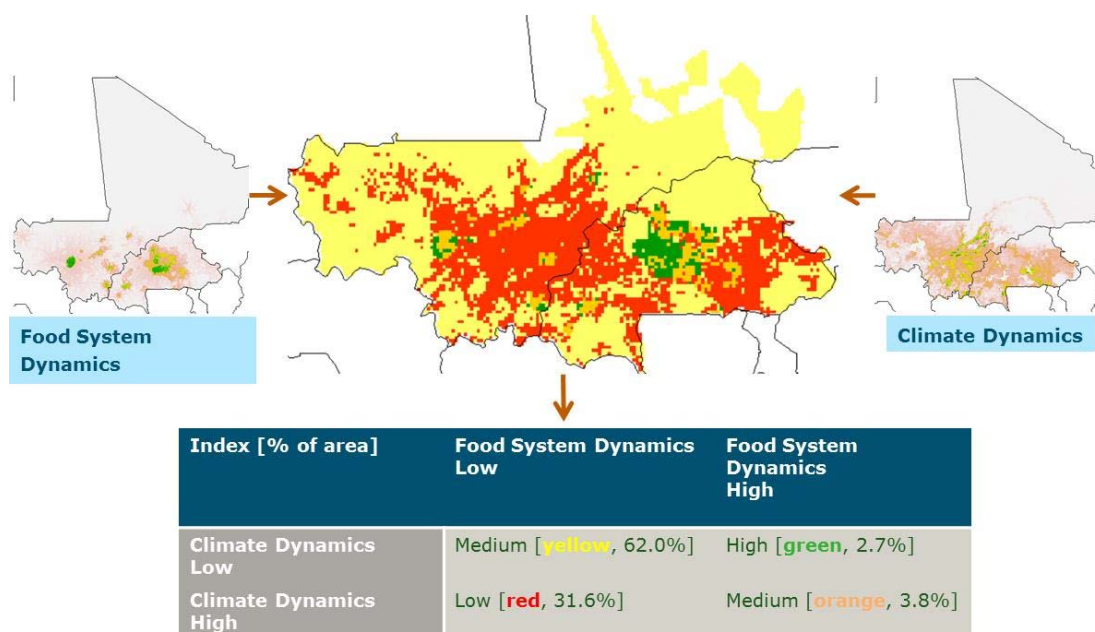 Food System
Dynamics
Climate Dynamics
Index [% of area]
Food System Dynamics
Low
Food System
Dynamics
High
Climate Dynamics
Low
Medium [yellow, 62.0%]
High [green, 2.7%]
Climate Dynamics
High
Low [red, 31.6%]
Medium [orange, 3.8%]